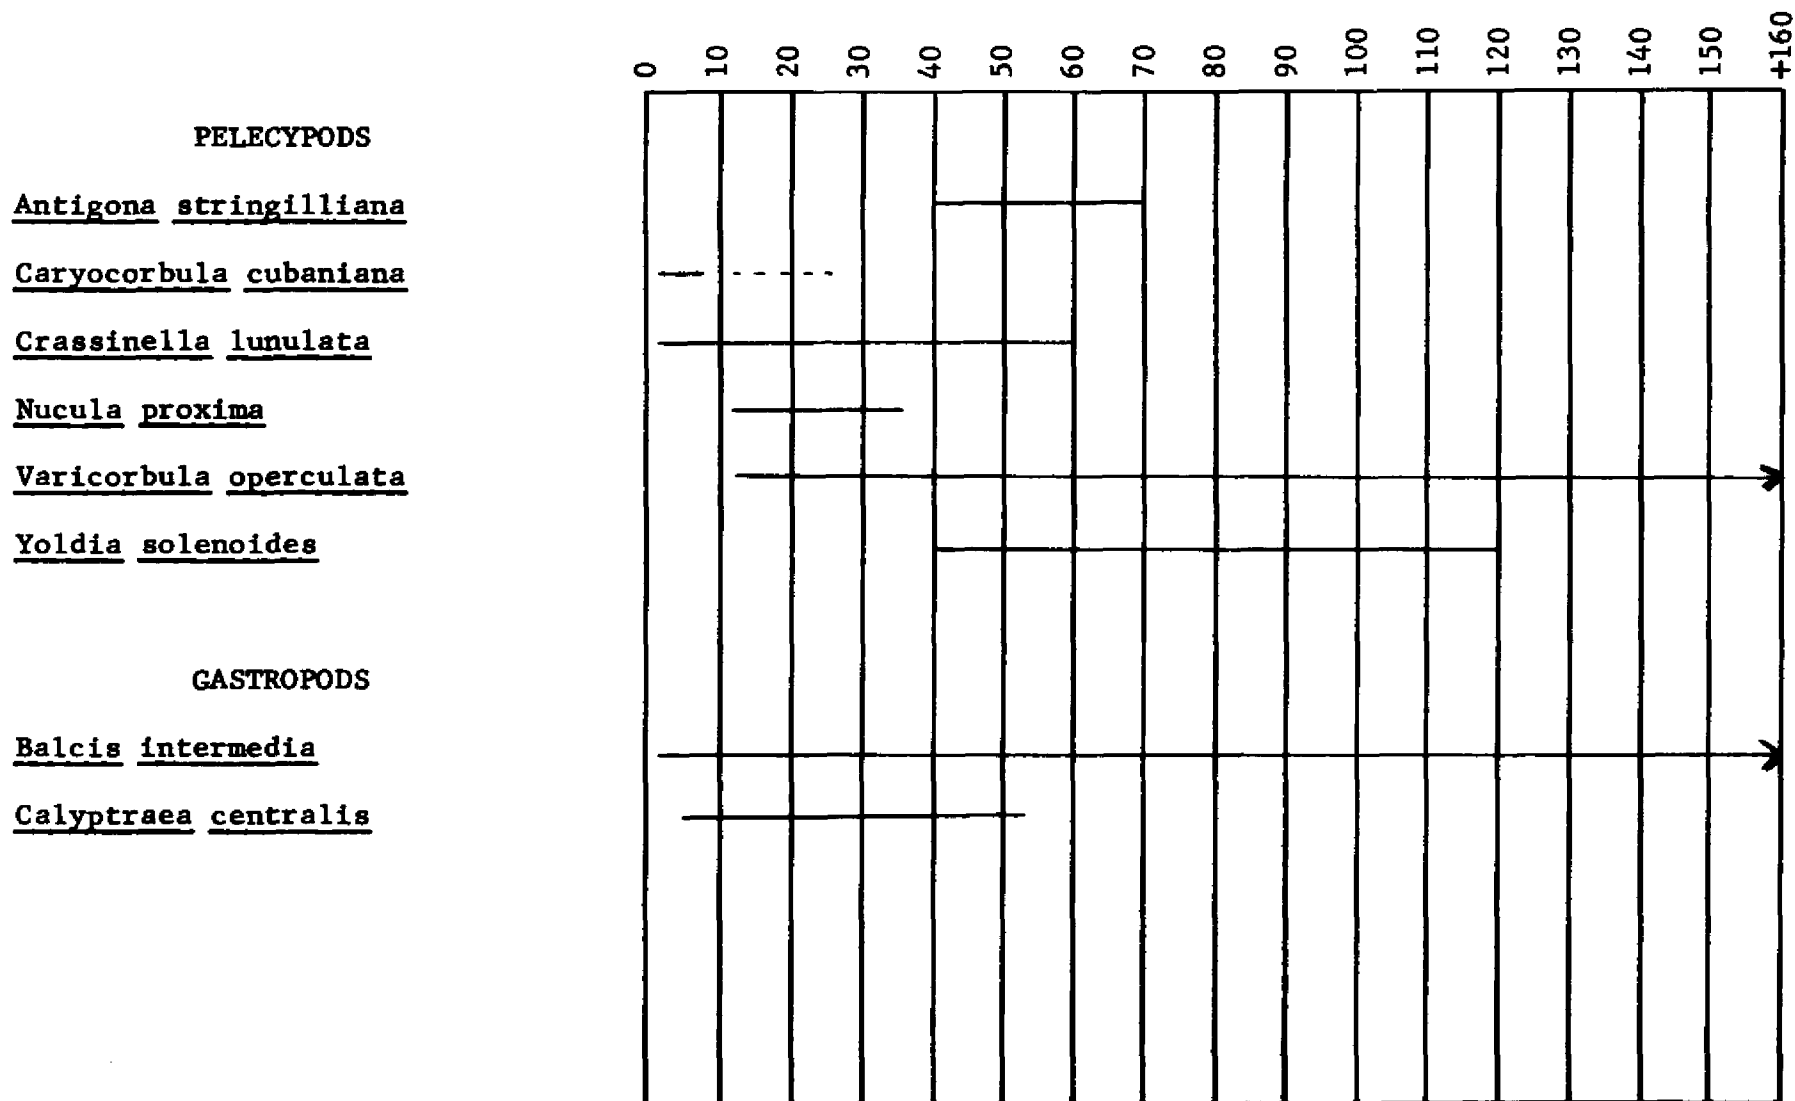 0 10 20 30 40 50 60 70 80 90 100 110 120 130 140 150 +160
PELECYPODS
Antigona stringilliana
Caryocorbula cubaniana
Crassinella lunulata
Nucula proxima
Varicorbula operculata
Yoldia solenoides
GASTROPODS
Balcis intermedia
Calyptraea centralis